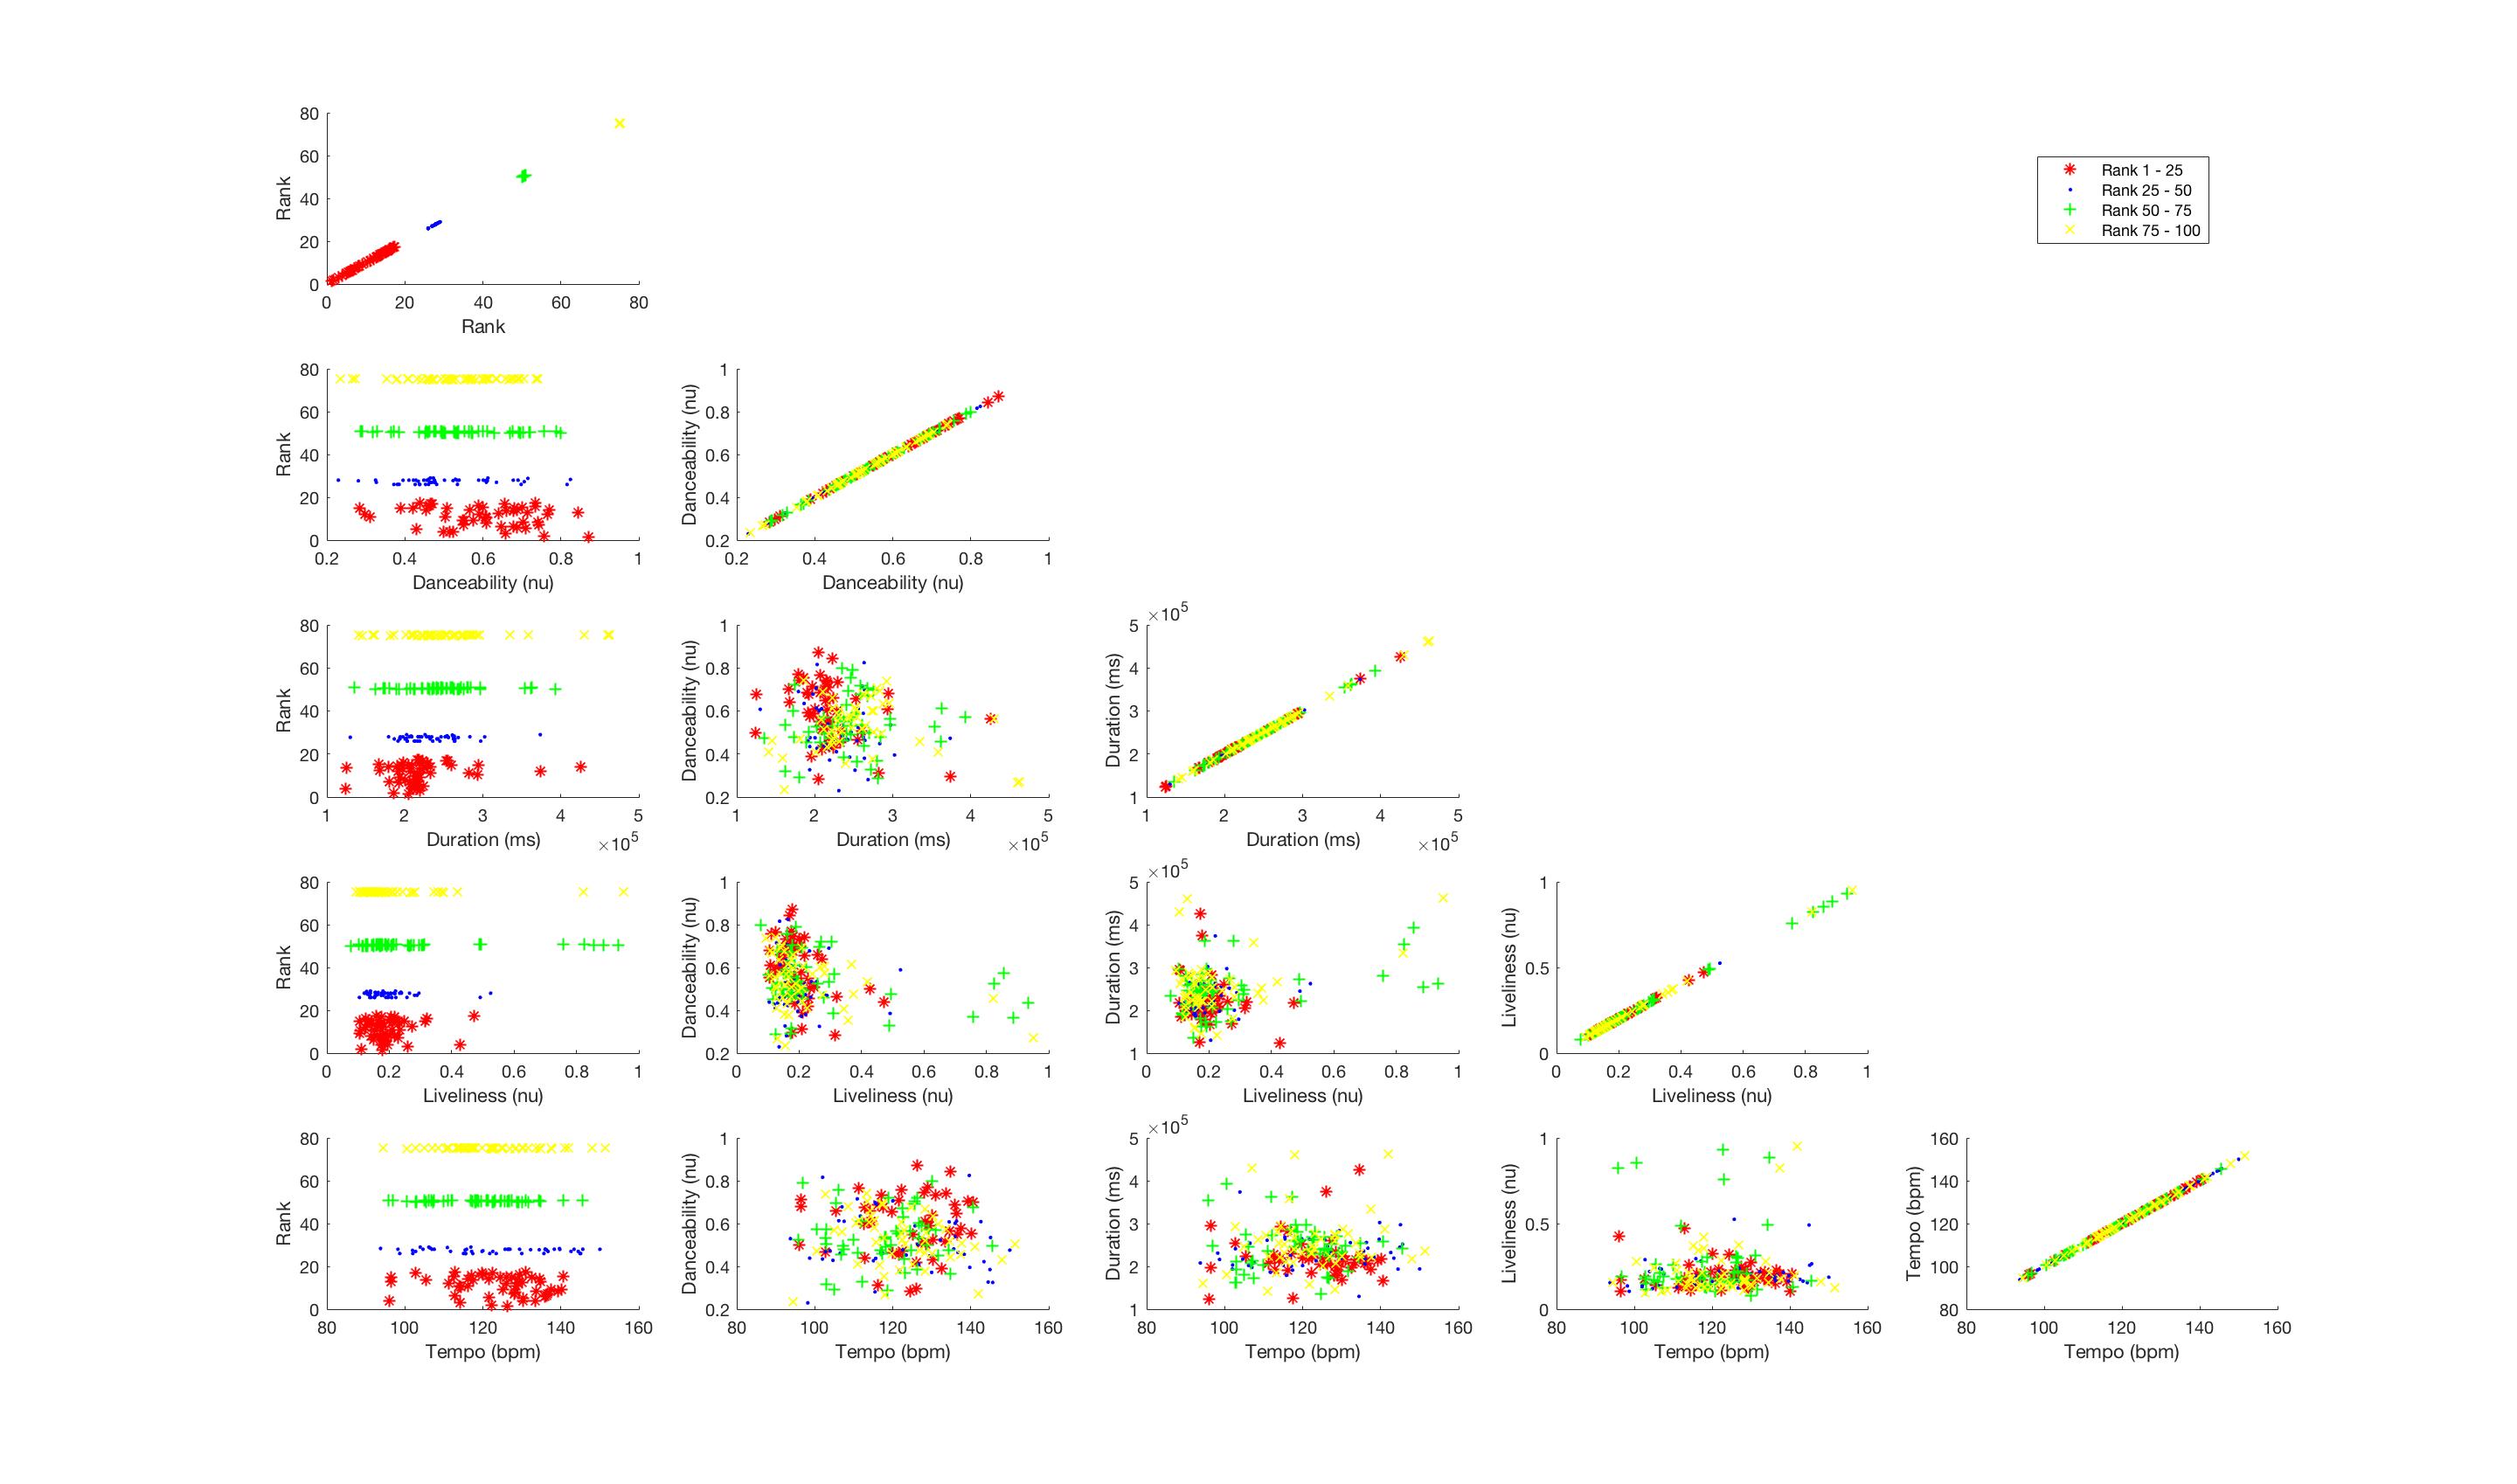 80
60
40
20
0
Rank
0 20 40 60 80
Rank
Rank 1 - 25
Rank 25 - 50
Rank 50 - 75
Rank 75 - 100
80
60
40
20
0
Rank
0.2 0.4 0.6 0.8 1
Danceability (nu)
1
0.8
0.6
0.4
0.2
Danceability (nu)
0.2 0.4 0.6 0.8 1
Danceability (nu)
80
60
40
20
0
Rank
1 2 3 4 5
Duration (ms)
×10^5
1
0.8
0.6
0.4
0.2
Danceability (nu)
1 2 3 4 5
Duration (ms)
×10^5
×10^5
5
4
3
2
1
Duration (ms)
1 2 3 4 5
Duration (ms)
×10^5
80
60
40
20
0
Rank
0 0.2 0.4 0.6 0.8 1
Liveliness (nu)
1
0.8
0.6
0.4
0.2
Danceability (nu)
0 0.2 0.4 0.6 0.8 1
Liveliness (nu)
×10^5
5
4
3
2
1
Duration (ms)
0 0.2 0.4 0.6 0.8 1
Liveliness (nu)
1
0.5
0
Liveliness (nu)
0 0.2 0.4 0.6 0.8 1
Liveliness (nu)
80
60
40
20
0
Rank
80 100 120 140 160
Tempo (bpm)
1
0.8
0.6
0.4
0.2
Danceability (nu)
80 100 120 140 160
Tempo (bpm)
×10^5
5
4
3
2
1
Duration (ms)
80 100 120 140 160
Tempo (bpm)
1
0.5
0
Liveliness (nu)
80 100 120 140 160
Tempo (bpm)
160
140
120
100
80
Tempo (bpm)
80 100 120 140 160
Tempo (bpm)